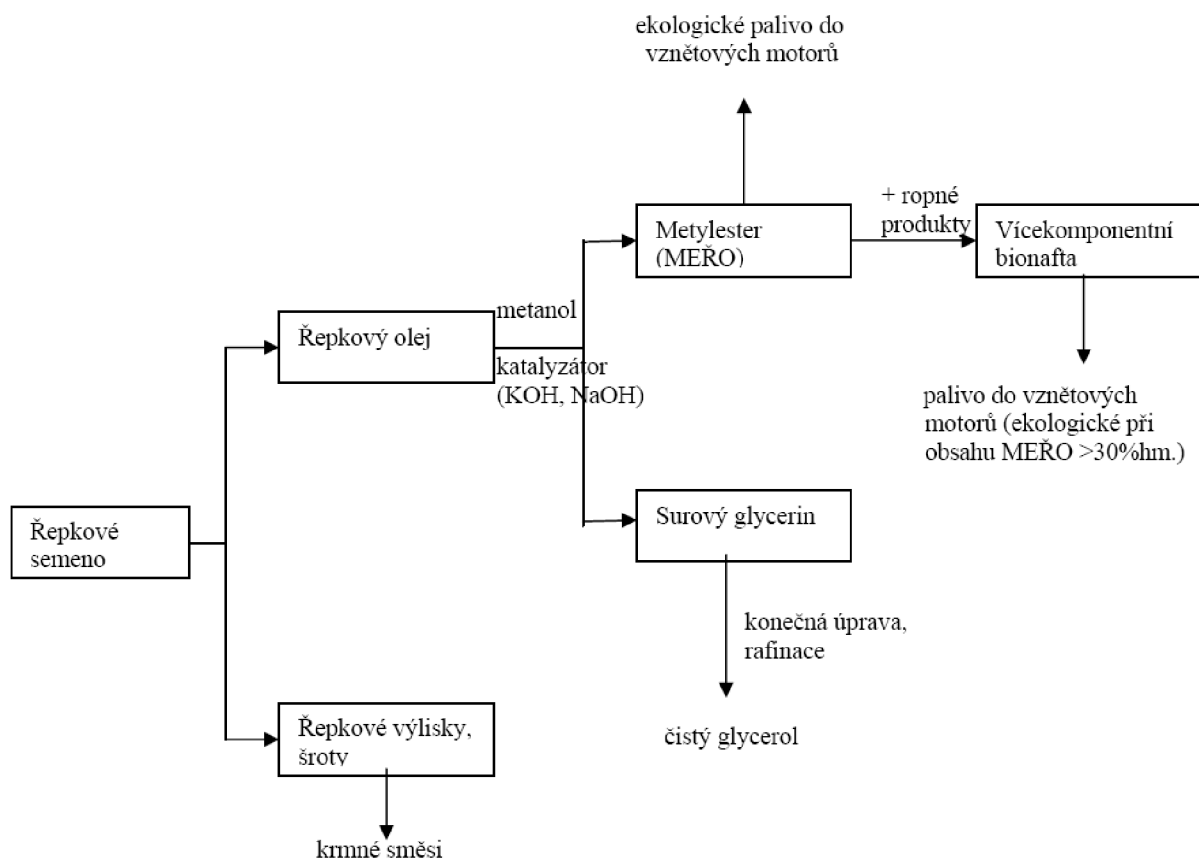 ekologické palivo do
vznětových motorů
+ ropné
produkty
Metylester
(MEŘO)
Vícekomponentní
bionafta
metanol
Řepkový olej
katalyzátor
(KOH, NaOH)
palivo do vznětových
motorů (ekologické při
obsahu MEŘO >30%hm.)
Surový glycerin
Řepkové
semeno
konečná úprava,
rafinace
Řepkové výlisky,
šroty
čistý glycerol
krmné směsi